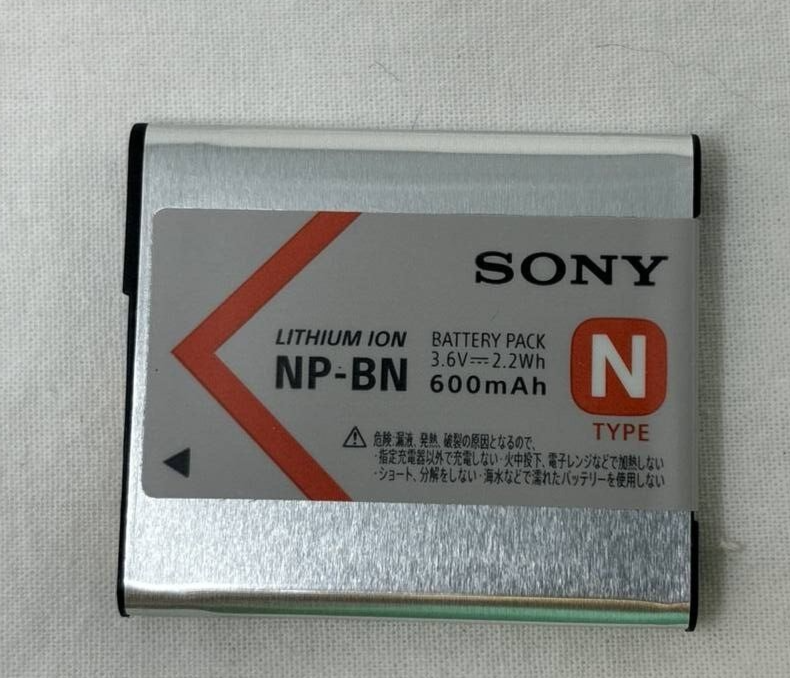 SONY
LITHIUM ION
NP-BN
BATTERY PACK
3.6V⎓2.2Wh
600mAh
N
TYPE
危険:漏液、発熱、破裂の原因となるので、
・指定充電器以外で充電しない・火中投下、電子レンジなどで加熱しない
・ショート、分解をしない・海水などで濡れたバッテリーを使用しない